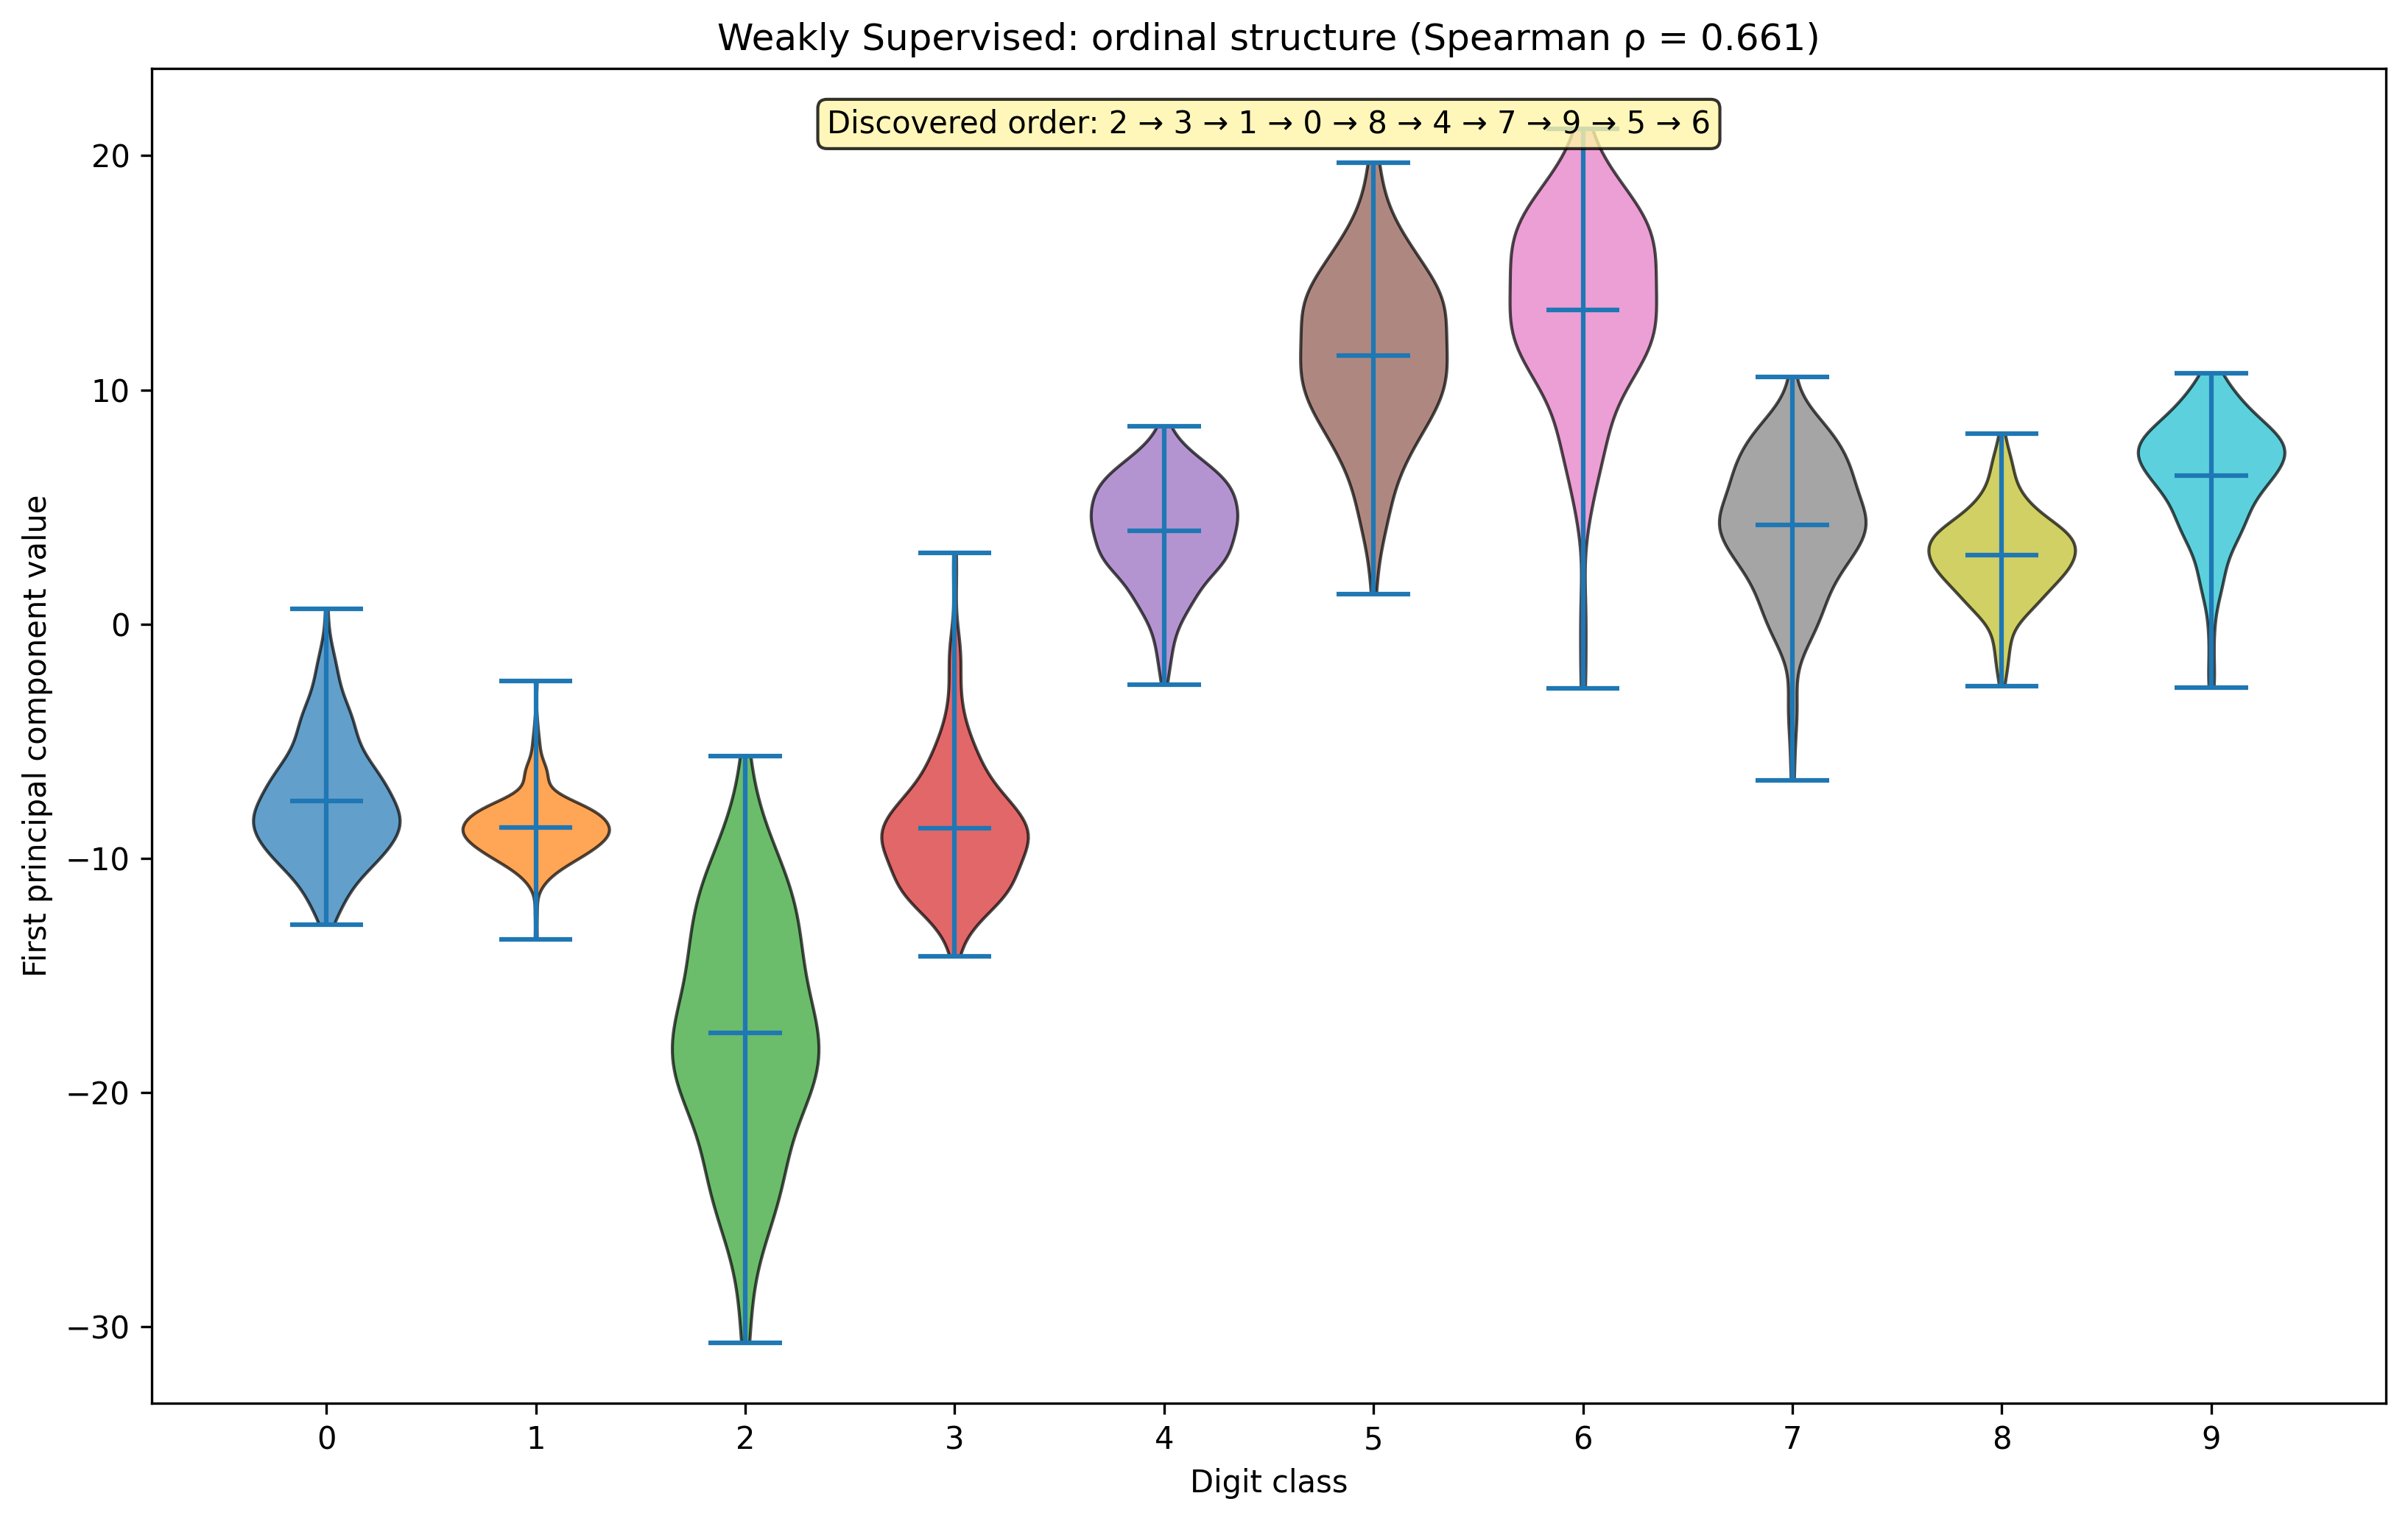 Weakly Supervised: ordinal structure (Spearman ρ = 0.661)
Discovered order: 2 → 3 → 1 → 0 → 8 → 4 → 7 → 9 → 5 → 6
First principal component value
20
10
0
−10
−20
−30
0 1 2 3 4 5 6 7 8 9
Digit class